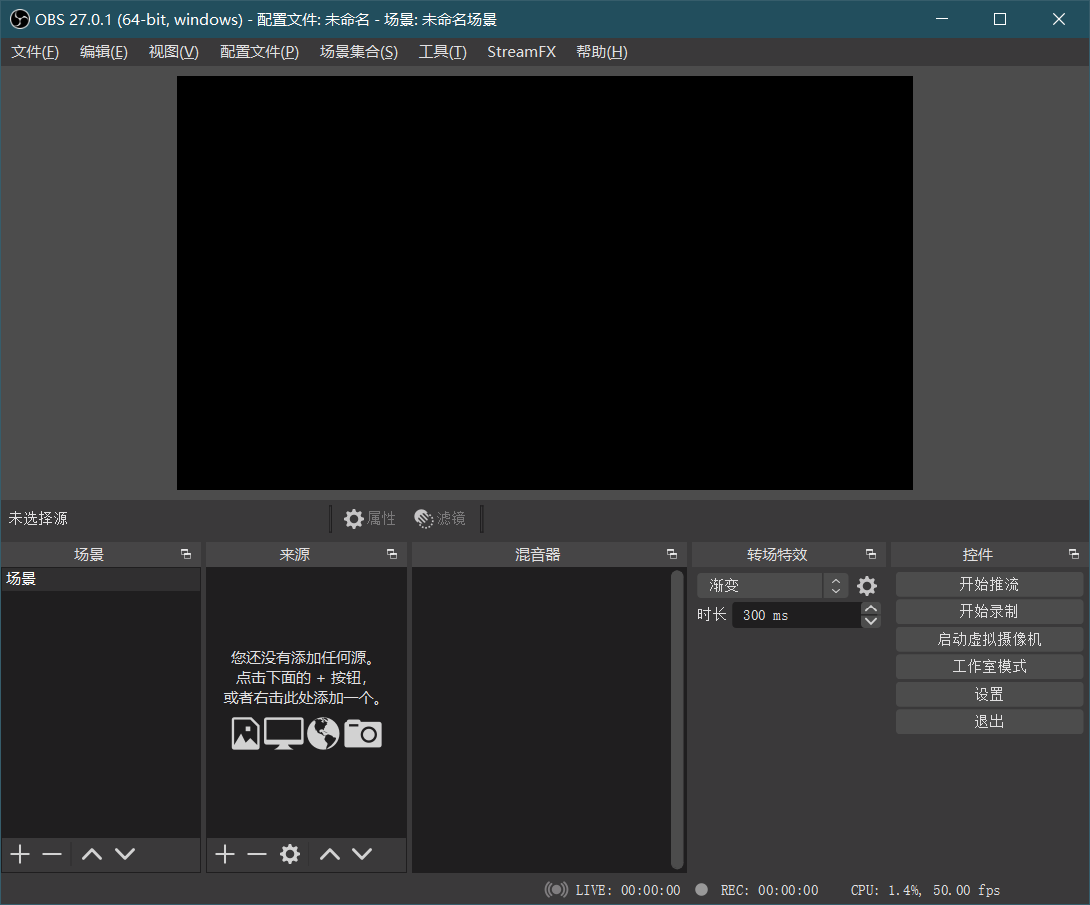 OBS 27.0.1 (64-bit, windows) - 配置文件: 未命名 - 场景: 未命名场景
文件(F) 编辑(E) 视图(V) 配置文件(P) 场景集合(S) 工具(T) StreamFX 帮助(H)
未选择源 属性 滤镜
场景 来源 混音器 转场特效 控件
场景
渐变
时长 300 ms
开始推流
开始录制
启动虚拟摄像机
工作室模式
设置
退出
您还没有添加任何源。
点击下面的 + 按钮，
或者右击此处添加一个。
LIVE: 00:00:00 REC: 00:00:00 CPU: 1.4%, 50.00 fps